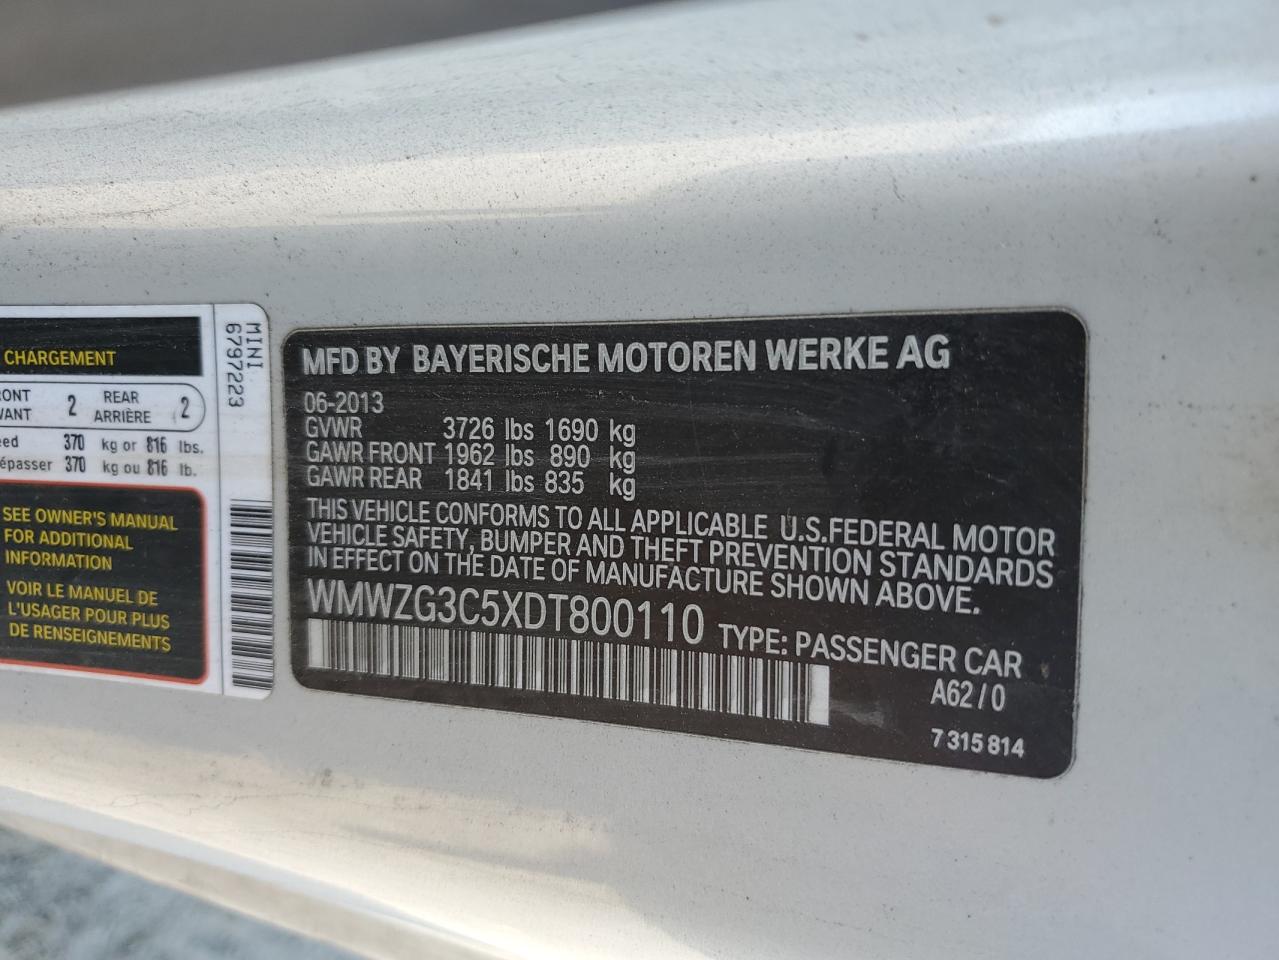 CHARGEMENT
2 REAR
ARRIÈRE 2
370 kg or 816 lbs.
370 kg ou 816 lb.
SEE OWNER'S MANUAL
FOR ADDITIONAL
INFORMATION
VOIR LE MANUEL DE
L'USAGER POUR PLUS
DE RENSEIGNEMENTS
MINI
6797223
MFD BY BAYERISCHE MOTOREN WERKE AG
06-2013
GVWR 3726 lbs 1690 kg
GAWR FRONT 1962 lbs 890 kg
GAWR REAR 1841 lbs 835 kg
THIS VEHICLE CONFORMS TO ALL APPLICABLE U.S.FEDERAL MOTOR
VEHICLE SAFETY, BUMPER AND THEFT PREVENTION STANDARDS
IN EFFECT ON THE DATE OF MANUFACTURE SHOWN ABOVE.
WMWZG3C5XDT800110 TYPE: PASSENGER CAR
A62/0
7 315 814